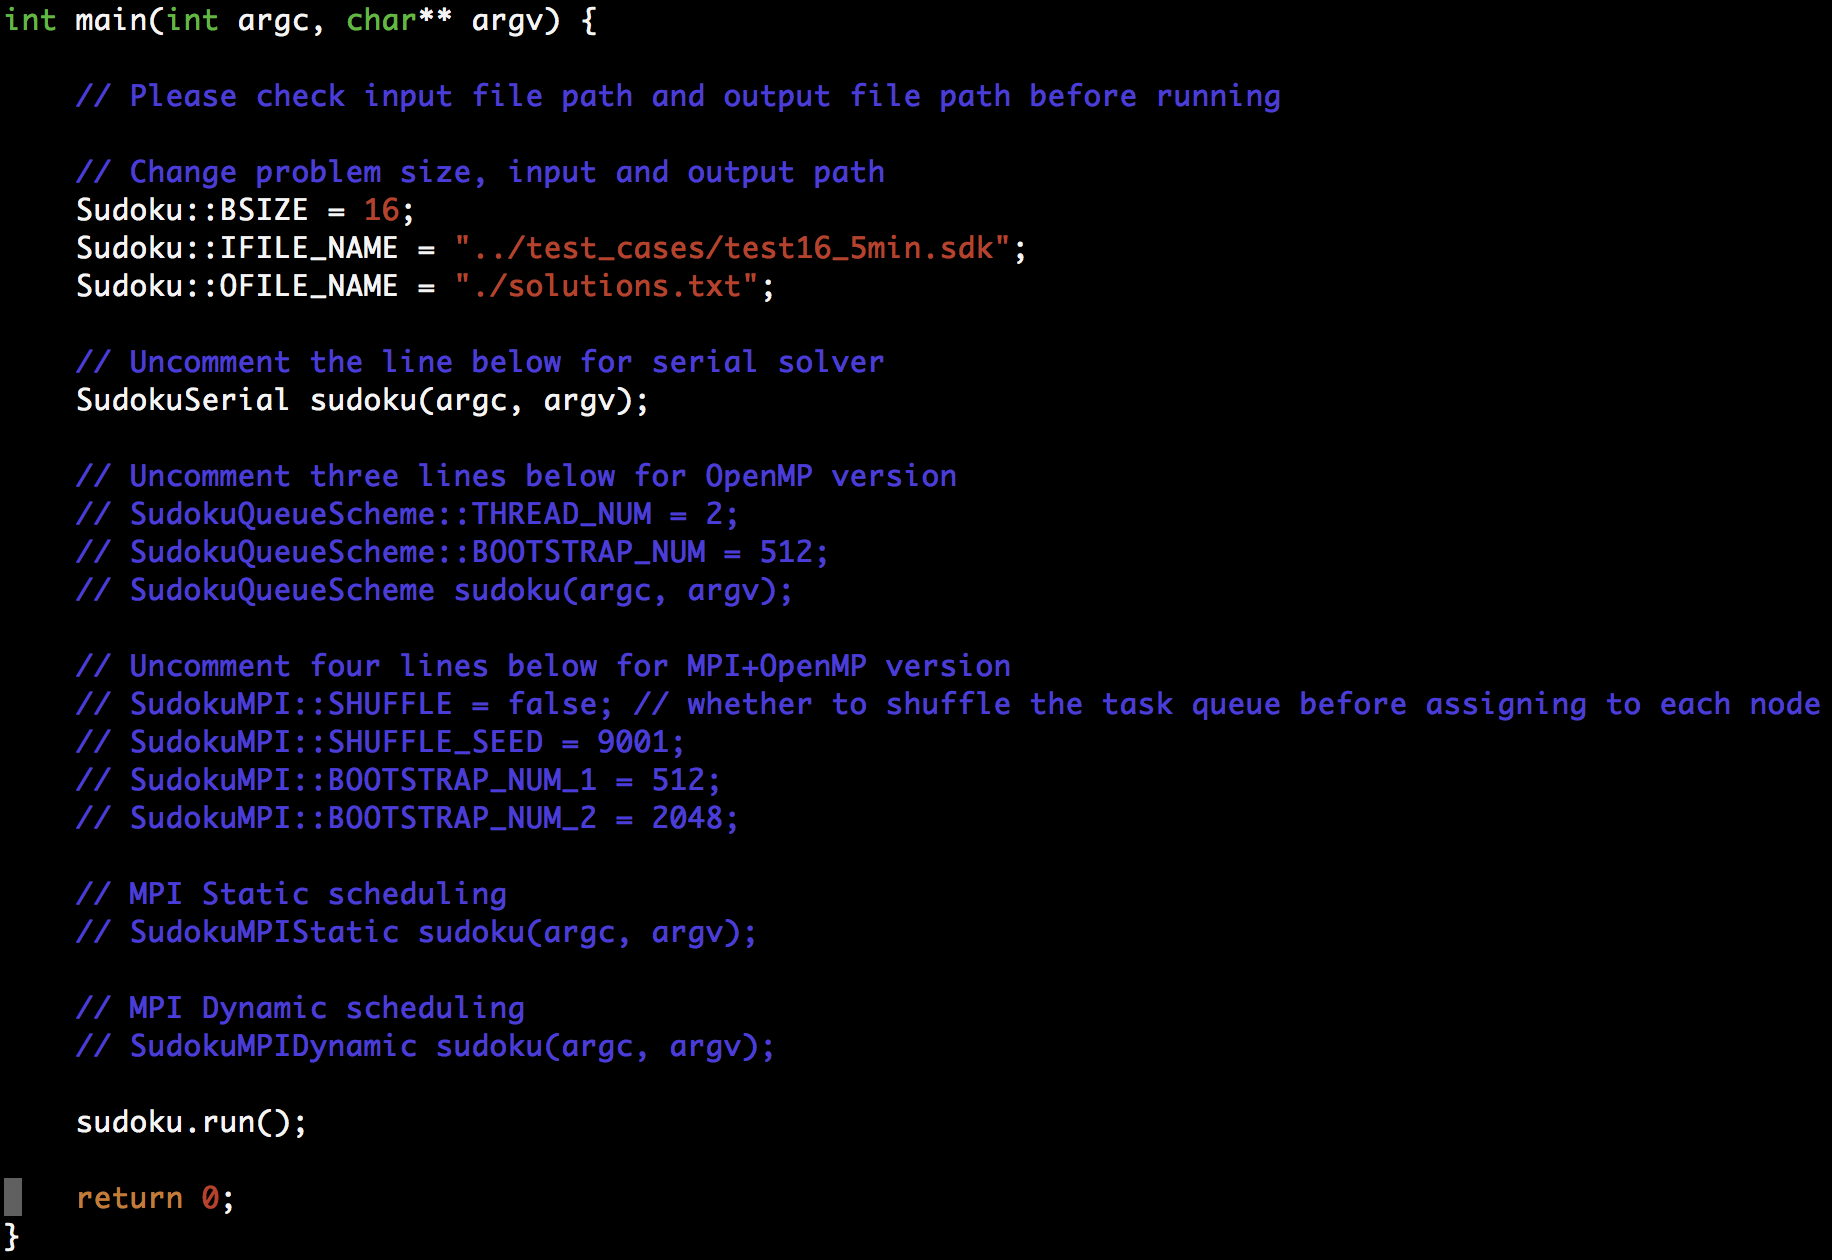 int main(int argc, char** argv) {
    // Please check input file path and output file path before running
    // Change problem size, input and output path
    Sudoku::BSIZE = 16;
    Sudoku::IFILE_NAME = "../test_cases/test16_5min.sdk";
    Sudoku::OFILE_NAME = "./solutions.txt";
    // Uncomment the line below for serial solver
    SudokuSerial sudoku(argc, argv);
    // Uncomment three lines below for OpenMP version
    // SudokuQueueScheme::THREAD_NUM = 2;
    // SudokuQueueScheme::BOOTSTRAP_NUM = 512;
    // SudokuQueueScheme sudoku(argc, argv);
    // Uncomment four lines below for MPI+OpenMP version
    // SudokuMPI::SHUFFLE = false; // whether to shuffle the task queue before assigning to each node
    // SudokuMPI::SHUFFLE_SEED = 9001;
    // SudokuMPI::BOOTSTRAP_NUM_1 = 512;
    // SudokuMPI::BOOTSTRAP_NUM_2 = 2048;
    // MPI Static scheduling
    // SudokuMPIStatic sudoku(argc, argv);
    // MPI Dynamic scheduling
    // SudokuMPIDynamic sudoku(argc, argv);
    sudoku.run();
    return 0;
}